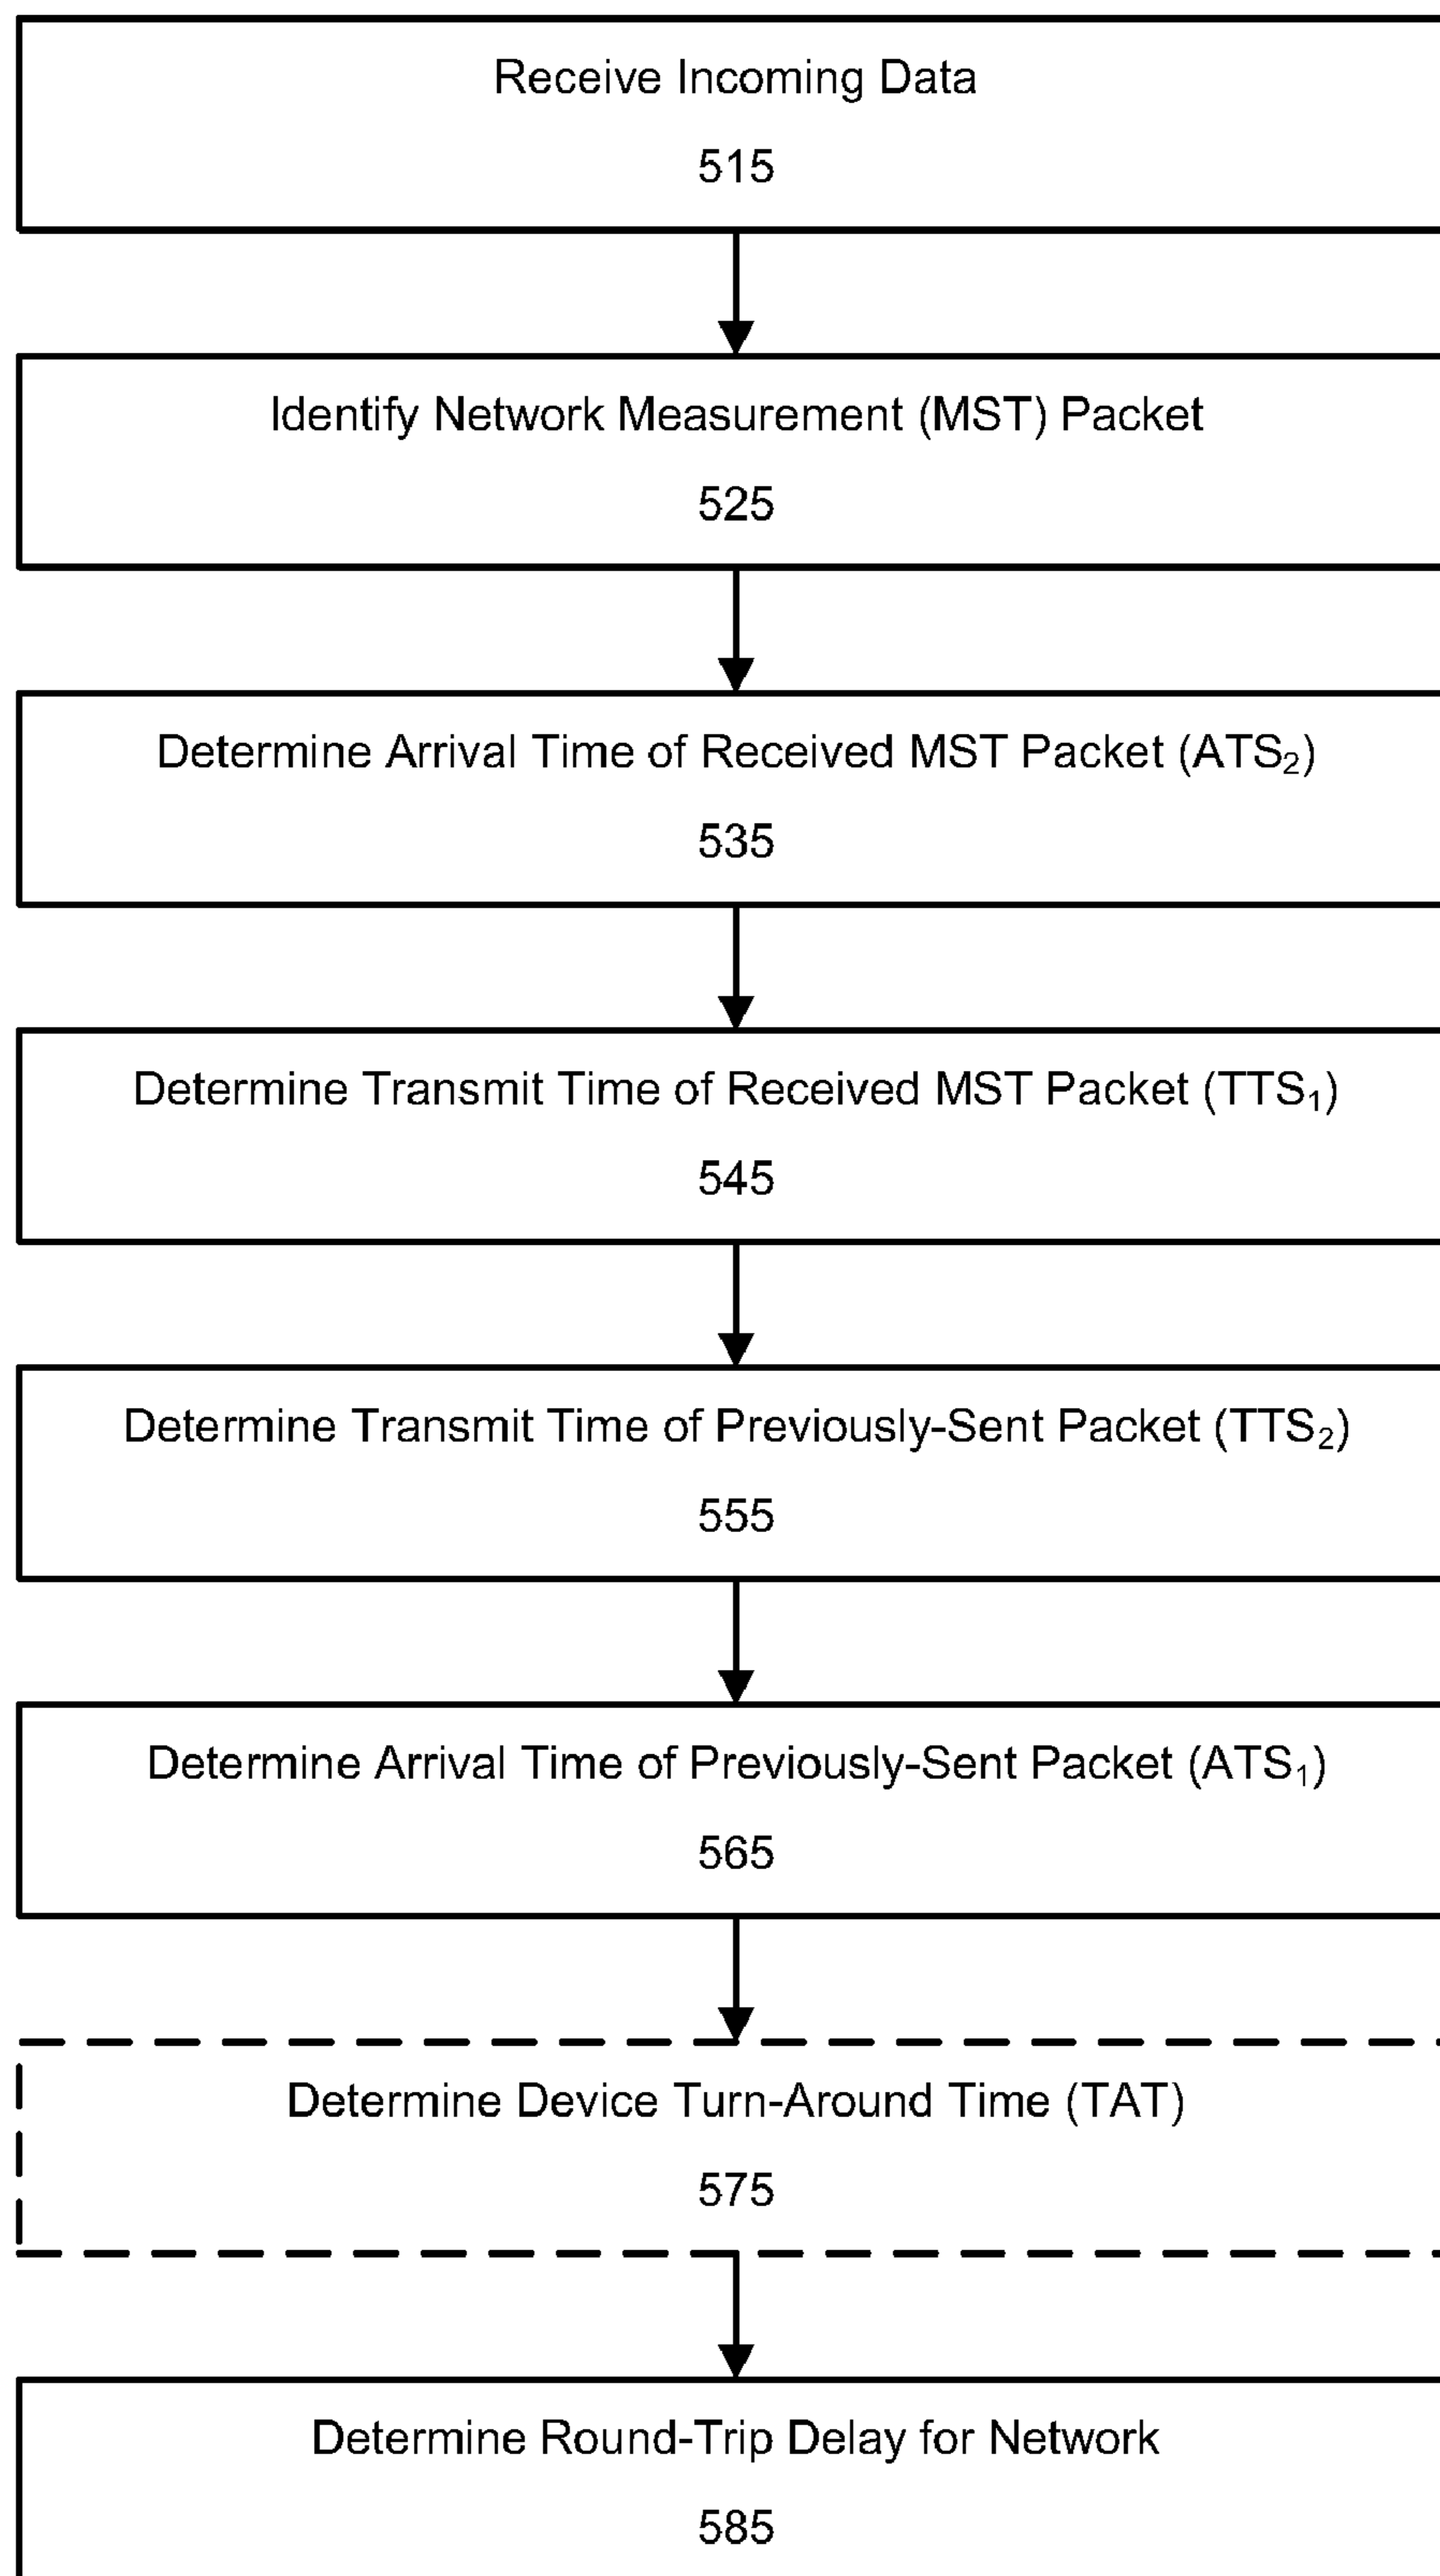 Receive Incoming Data
515
Identify Network Measurement (MST) Packet
525
Determine Arrival Time of Received MST Packet (ATS₂)
535
Determine Transmit Time of Received MST Packet (TTS₁)
545
Determine Transmit Time of Previously-Sent Packet (TTS₂)
555
Determine Arrival Time of Previously-Sent Packet (ATS₁)
565
Determine Device Turn-Around Time (TAT)
575
Determine Round-Trip Delay for Network
585